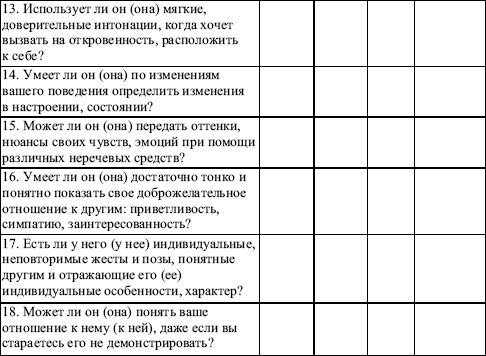 13. Использует ли он (она) мягкие,
доверительные интонации, когда хочет
вызвать на откровенность, расположить
к себе?
14. Умеет ли он (она) по изменениям
вашего поведения определить изменения
в настроении, состоянии?
15. Может ли он (она) передать оттенки,
нюансы своих чувств, эмоций при помощи
различных неречевых средств?
16. Умеет ли он (она) достаточно тонко и
понятно показать свое доброжелательное
отношение к другим: приветливость,
симпатию, заинтересованность?
17. Есть ли у него (у нее) индивидуальные,
неповторимые жесты и позы, понятные
другим и отражающие его (ее)
индивидуальные особенности, характер?
18. Может ли он (она) понять ваше
отношение к нему (к ней), даже если вы
стараетесь его не демонстрировать?